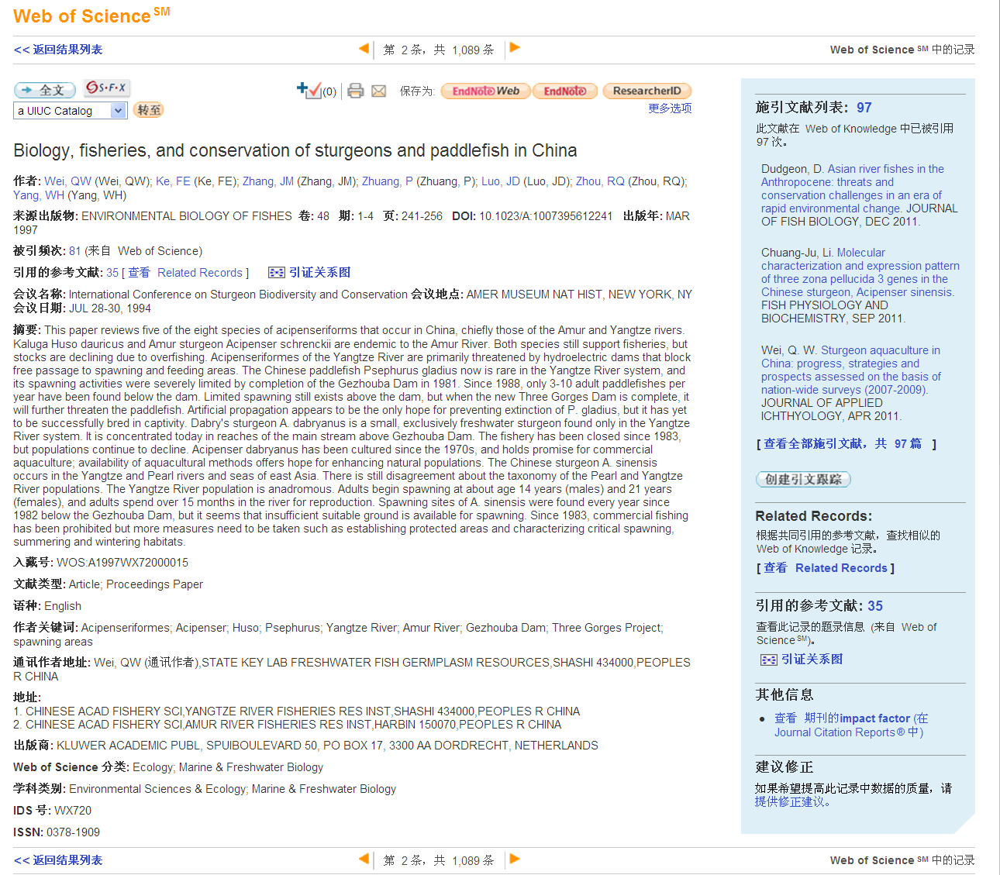 Web of Science SM
<< 返回结果列表
第 2 条，共 1,089 条
Web of Science SM 中的记录
全文
S·F·X
(0)
保存为:
EndNote Web
EndNote
ResearcherID
a UIUC Catalog
转至
更多选项
Biology, fisheries, and conservation of sturgeons and paddlefish in China
作者: Wei, QW (Wei, QW); Ke, FE (Ke, FE); Zhang, JM (Zhang, JM); Zhuang, P (Zhuang, P); Luo, JD (Luo, JD); Zhou, RQ (Zhou, RQ);
Yang, WH (Yang, WH)
来源出版物: ENVIRONMENTAL BIOLOGY OF FISHES 卷: 48 期: 1-4 页: 241-256 DOI: 10.1023/A:1007395612241 出版年: MAR
1997
被引频次: 81 (来自 Web of Science)
引用的参考文献: 35 [ 查看 Related Records ] 引证关系图
会议名称: International Conference on Sturgeon Biodiversity and Conservation 会议地点: AMER MUSEUM NAT HIST, NEW YORK, NY
会议日期: JUL 28-30, 1994
摘要: This paper reviews five of the eight species of acipenseriforms that occur in China, chiefly those of the Amur and Yangtze rivers.
Kaluga Huso dauricus and Amur sturgeon Acipenser schrenckii are endemic to the Amur River. Both species still support fisheries, but
stocks are declining due to overfishing. Acipenseriformes of the Yangtze River are primarily threatened by hydroelectric dams that block
free passage to spawning and feeding areas. The Chinese paddlefish Psephurus gladius now is rare in the Yangtze River system, and
its spawning activities were severely limited by completion of the Gezhouba Dam in 1981. Since 1988, only 3-10 adult paddlefishes per
year have been found below the dam. Limited spawning still exists above the dam, but when the new Three Gorges Dam is complete, it
will further threaten the paddlefish. Artificial propagation appears to be the only hope for preventing extinction of P. gladius, but it has yet
to be successfully bred in captivity. Dabry's sturgeon A. dabryanus is a small, exclusively freshwater sturgeon found only in the Yangtze
River system. It is concentrated today in reaches of the main stream above Gezhouba Dam. The fishery has been closed since 1983,
but populations continue to decline. Acipenser dabryanus has been cultured since the 1970s, and holds promise for commercial
aquaculture; availability of aquacultural methods offers hope for enhancing natural populations. The Chinese sturgeon A. sinensis
occurs in the Yangtze and Pearl rivers and seas of east Asia. There is still disagreement about the taxonomy of the Pearl and Yangtze
River populations. The Yangtze River population is anadromous. Adults begin spawning at about age 14 years (males) and 21 years
(females), and adults spend over 15 months in the river for reproduction. Spawning sites of A. sinensis were found every year since
1982 below the Gezhouba Dam, but it seems that insufficient suitable ground is available for spawning. Since 1983, commercial fishing
has been prohibited but more measures need to be taken such as establishing protected areas and characterizing critical spawning,
summering and wintering habitats.
入藏号: WOS:A1997WX72000015
文献类型: Article; Proceedings Paper
语种: English
作者关键词: Acipenseriformes; Acipenser; Huso; Psephurus; Yangtze River; Amur River; Gezhouba Dam; Three Gorges Project;
spawning areas
通讯作者地址: Wei, QW (通讯作者),STATE KEY LAB FRESHWATER FISH GERMPLASM RESOURCES,SHASHI 434000,PEOPLES
R CHINA
地址:
1. CHINESE ACAD FISHERY SCI,YANGTZE RIVER FISHERIES RES INST,SHASHI 434000,PEOPLES R CHINA
2. CHINESE ACAD FISHERY SCI,AMUR RIVER FISHERIES RES INST,HARBIN 150070,PEOPLES R CHINA
出版商: KLUWER ACADEMIC PUBL, SPUIBOULEVARD 50, PO BOX 17, 3300 AA DORDRECHT, NETHERLANDS
Web of Science 分类: Ecology; Marine & Freshwater Biology
学科类别: Environmental Sciences & Ecology; Marine & Freshwater Biology
IDS 号: WX720
ISSN: 0378-1909
施引文献列表: 97
此文献在 Web of Knowledge 中已被引用
97 次。
Dudgeon, D. Asian river fishes in the
Anthropocene: threats and
conservation challenges in an era of
rapid environmental change. JOURNAL
OF FISH BIOLOGY, DEC 2011.
Chuang-Ju, Li. Molecular
characterization and expression pattern
of three zona pellucida 3 genes in the
Chinese sturgeon, Acipenser sinensis.
FISH PHYSIOLOGY AND
BIOCHEMISTRY, SEP 2011.
Wei, Q. W. Sturgeon aquaculture in
China: progress, strategies and
prospects assessed on the basis of
nation-wide surveys (2007-2009).
JOURNAL OF APPLIED
ICHTHYOLOGY, APR 2011.
[ 查看全部施引文献，共 97 篇 ]
创建引文跟踪
Related Records:
根据共同引用的参考文献，查找相似的
Web of Knowledge 记录。
[ 查看 Related Records ]
引用的参考文献: 35
查看此记录的题录信息 (来自 Web of
Science SM)。
引证关系图
其他信息
● 查看 期刊的impact factor (在
Journal Citation Reports® 中)
建议修正
如果希望提高此记录中数据的质量，请
提供修正建议。
<< 返回结果列表
第 2 条，共 1,089 条
Web of Science SM 中的记录